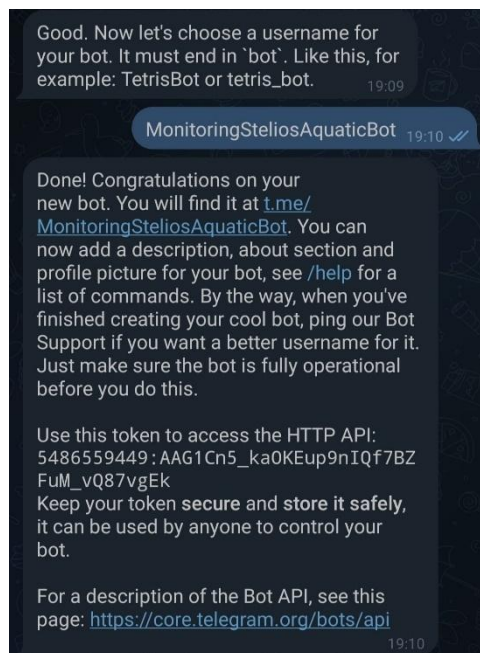 Good. Now let's choose a username for
your bot. It must end in `bot`. Like this, for
example: TetrisBot or tetris_bot.
19:09
MonitoringSteliosAquaticBot 19:10
Done! Congratulations on your
new bot. You will find it at t.me/
MonitoringSteliosAquaticBot. You can
now add a description, about section and
profile picture for your bot, see /help for a
list of commands. By the way, when you've
finished creating your cool bot, ping our Bot
Support if you want a better username for it.
Just make sure the bot is fully operational
before you do this.
Use this token to access the HTTP API:
5486559449:AAG1Cn5_kaOKEup9nIQf7BZ
FuM_vQ87vgEk
Keep your token secure and store it safely,
it can be used by anyone to control your
bot.
For a description of the Bot API, see this
page: https://core.telegram.org/bots/api
19:10